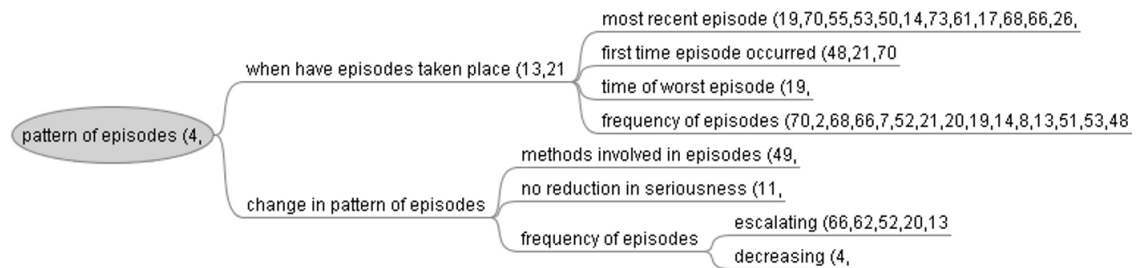 pattern of episodes (4,
when have episodes taken place (13,21
most recent episode (19,70,55,53,50,14,73,61,17,68,66,26,
first time episode occurred (48,21,70
time of worst episode (19,
frequency of episodes (70,2,68,66,7,52,21,20,19,14,8,13,51,53,48
change in pattern of episodes
methods involved in episodes (49,
no reduction in seriousness (11,
frequency of episodes
escalating (66,62,52,20,13
decreasing (4,